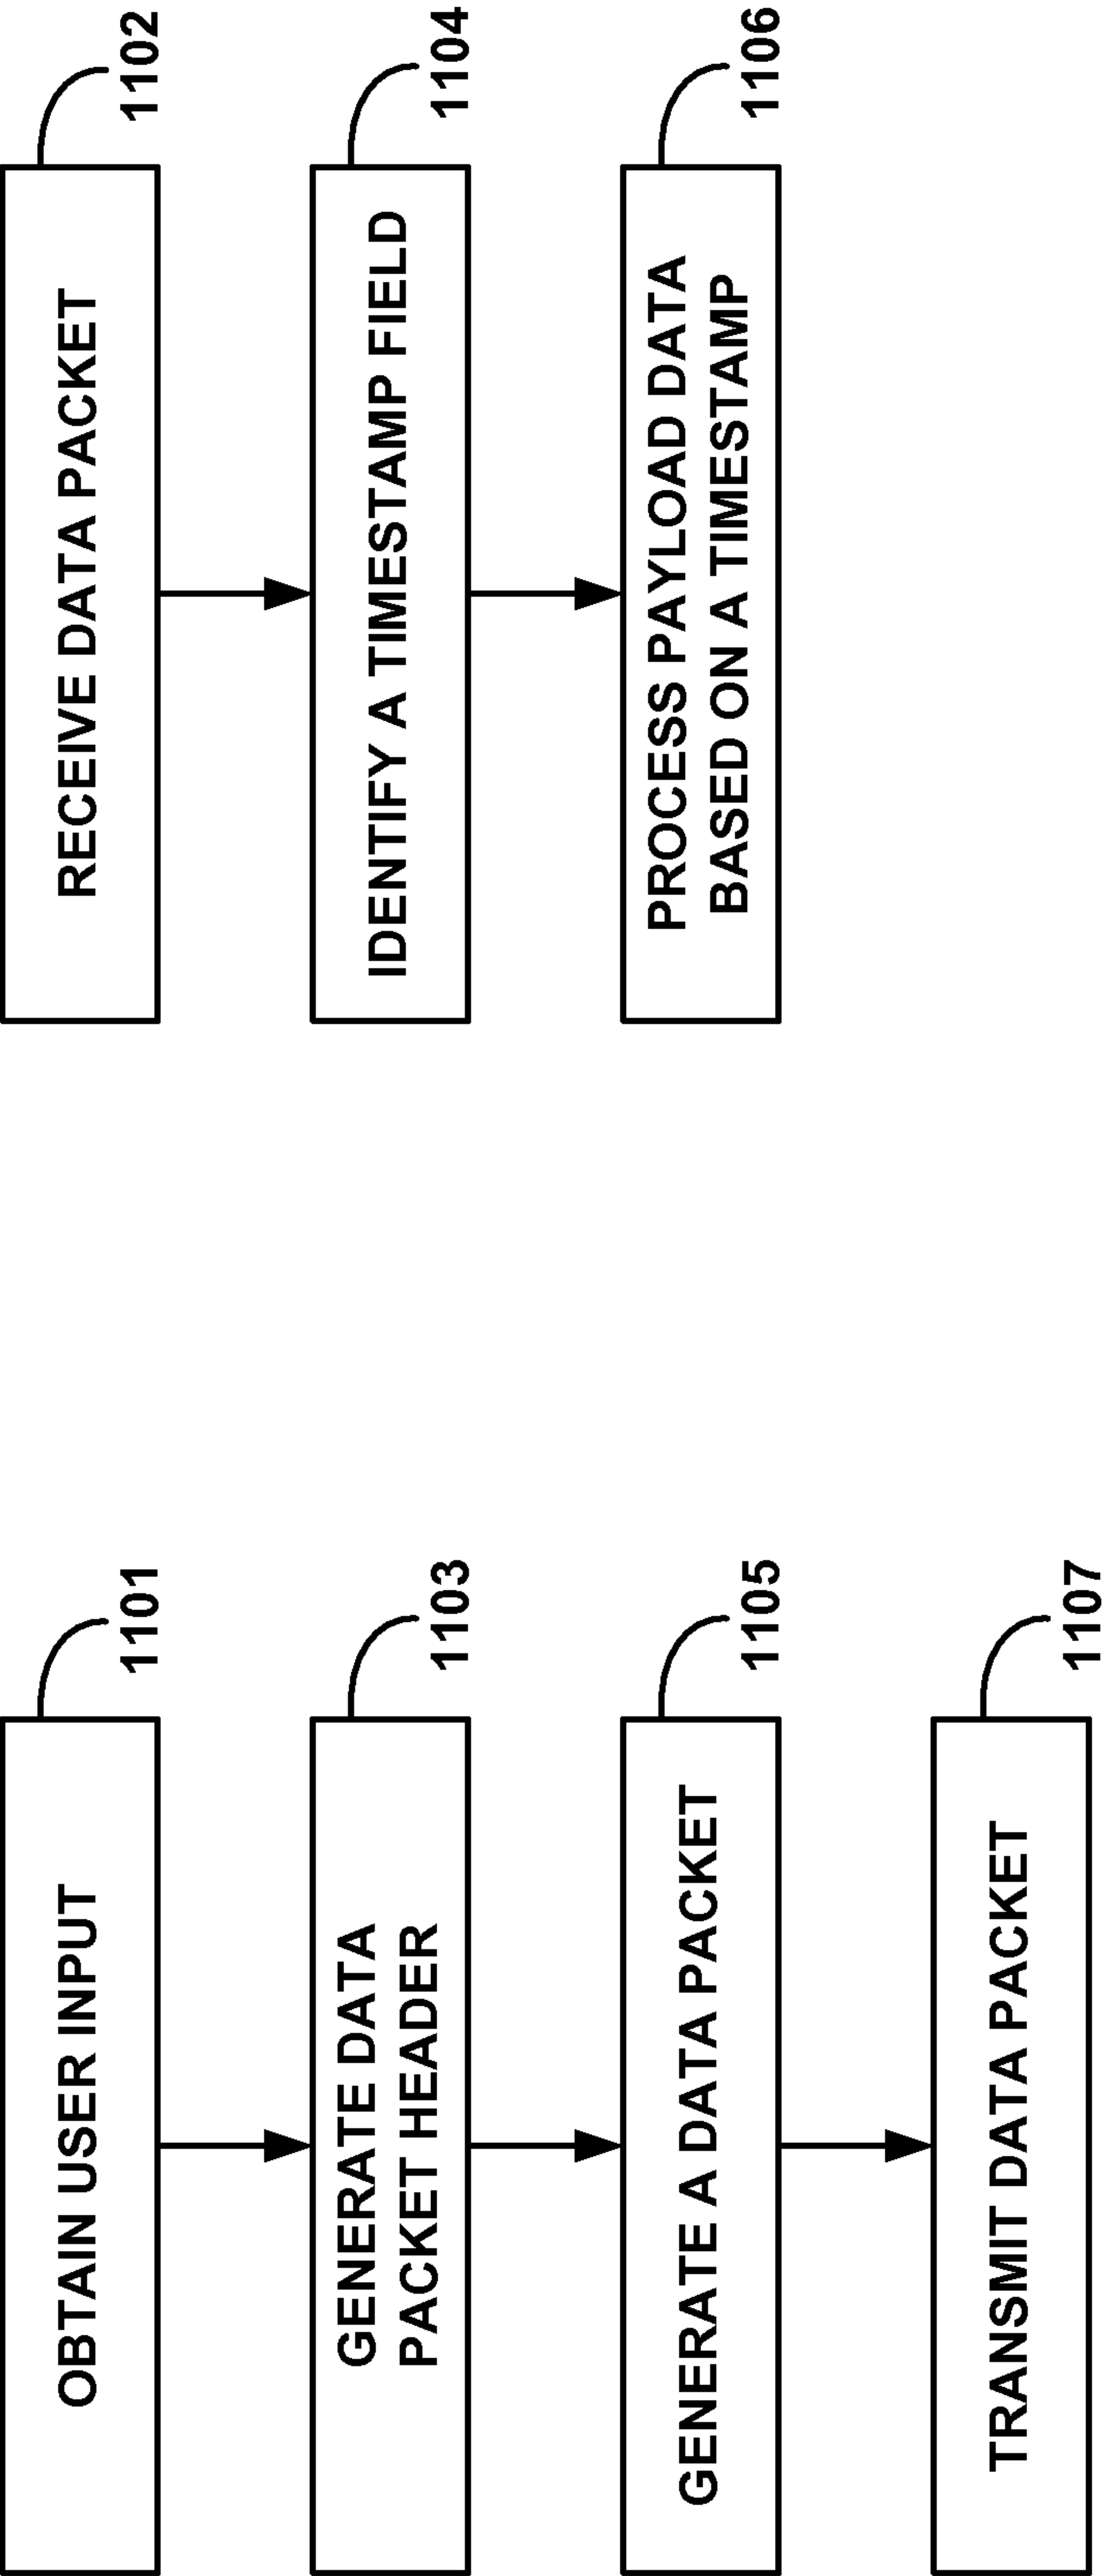 OBTAIN USER INPUT
1101
GENERATE DATA
PACKET HEADER
1103
GENERATE A DATA PACKET
1105
TRANSMIT DATA PACKET
1107
RECEIVE DATA PACKET
1102
IDENTIFY A TIMESTAMP FIELD
1104
PROCESS PAYLOAD DATA
BASED ON A TIMESTAMP
1106